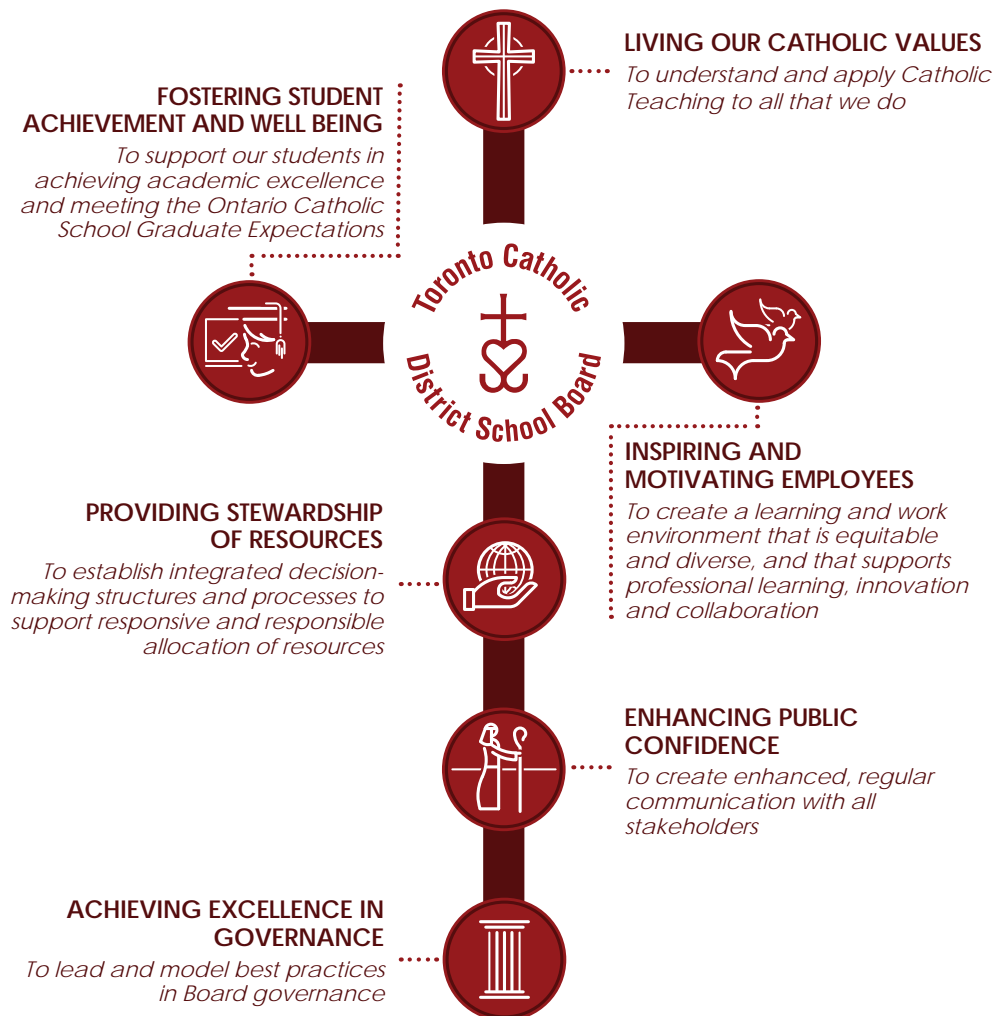 LIVING OUR CATHOLIC VALUES
To understand and apply Catholic
Teaching to all that we do
FOSTERING STUDENT
ACHIEVEMENT AND WELL BEING
To support our students in
achieving academic excellence
and meeting the Ontario Catholic
School Graduate Expectations
Toronto Catholic
District School Board
INSPIRING AND
MOTIVATING EMPLOYEES
To create a learning and work
environment that is equitable
and diverse, and that supports
professional learning, innovation
and collaboration
PROVIDING STEWARDSHIP
OF RESOURCES
To establish integrated decision-
making structures and processes to
support responsive and responsible
allocation of resources
ENHANCING PUBLIC
CONFIDENCE
To create enhanced, regular
communication with all
stakeholders
ACHIEVING EXCELLENCE IN
GOVERNANCE
To lead and model best practices
in Board governance